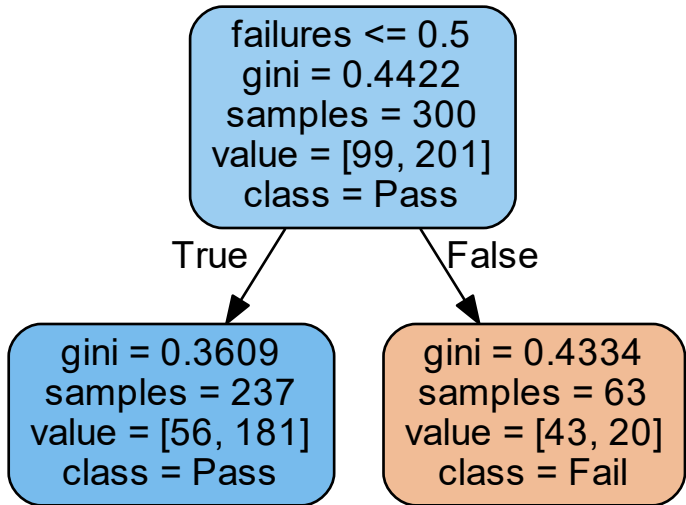 failures <= 0.5
gini = 0.4422
samples = 300
value = [99, 201]
class = Pass
True
False
gini = 0.3609
samples = 237
value = [56, 181]
class = Pass
gini = 0.4334
samples = 63
value = [43, 20]
class = Fail